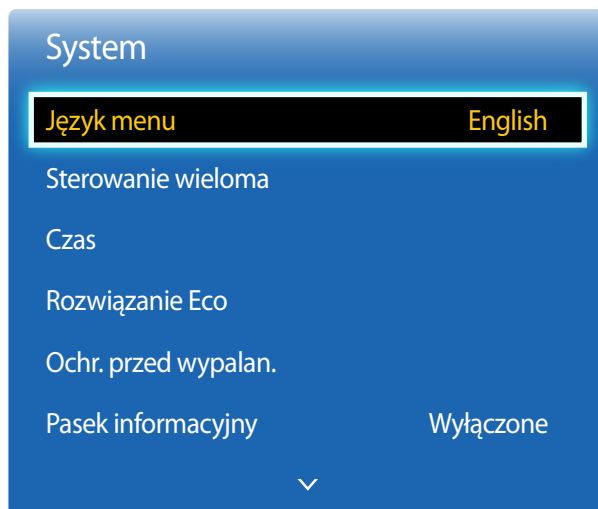 System
Język menu English
Sterowanie wieloma
Czas
Rozwiązanie Eco
Ochr. przed wypalan.
Pasek informacyjny Wyłączone